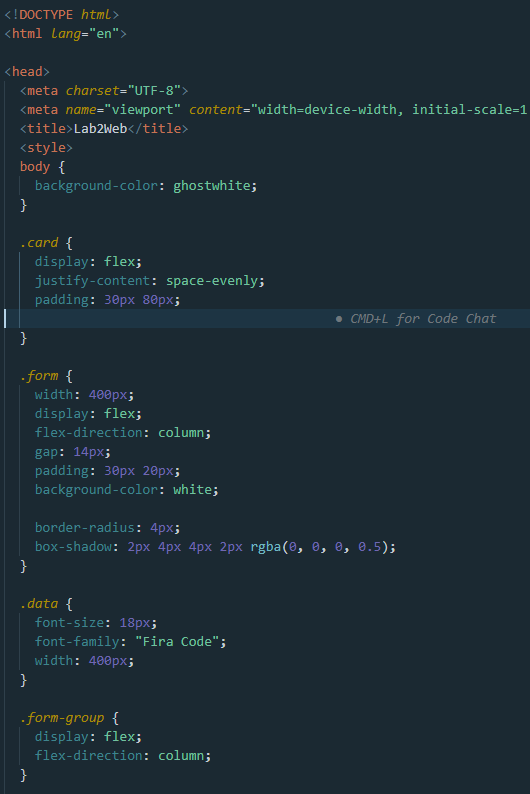 <!DOCTYPE html>
<html lang="en">
<head>
<meta charset="UTF-8">
<meta name="viewport" content="width=device-width, initial-scale=1
<title>Lab2Web</title>
<style>
body {
background-color: ghostwhite;
}
.card {
display: flex;
justify-content: space-evenly;
padding: 30px 80px;
● CMD+L for Code Chat
}
.form {
width: 400px;
display: flex;
flex-direction: column;
gap: 14px;
padding: 30px 20px;
background-color: white;
border-radius: 4px;
box-shadow: 2px 4px 4px 2px rgba(0, 0, 0, 0.5);
}
.data {
font-size: 18px;
font-family: "Fira Code";
width: 400px;
}
.form-group {
display: flex;
flex-direction: column;
}